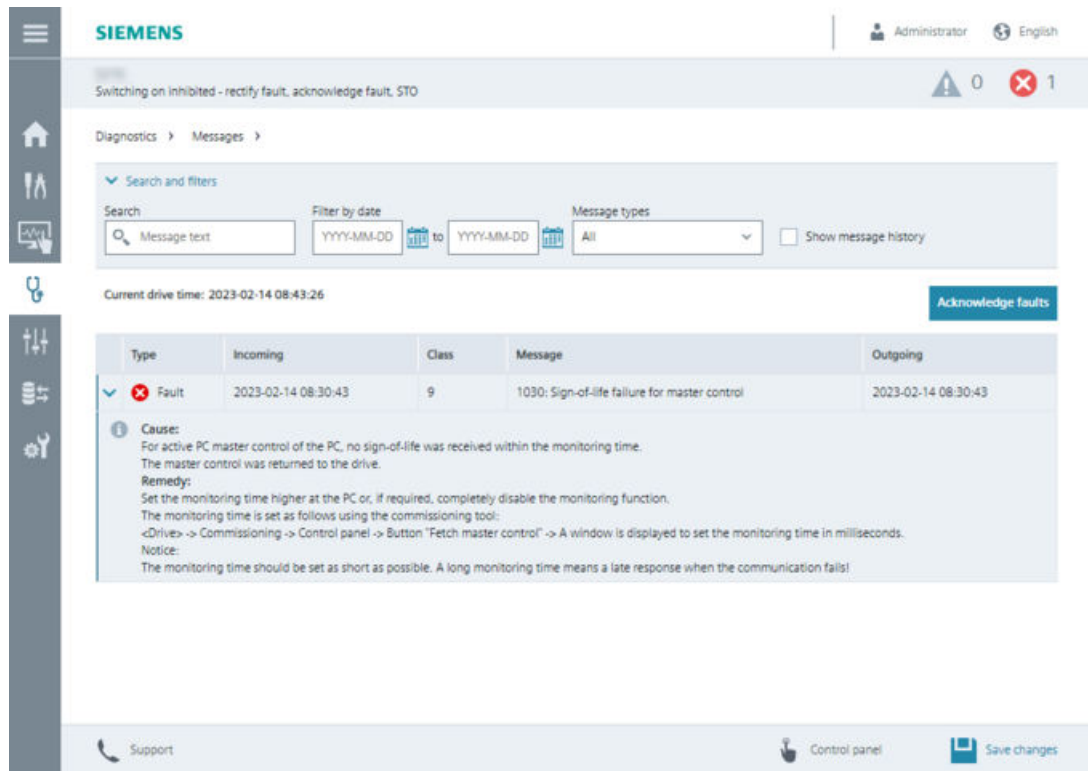 SIEMENS
Administrator
English
Switching on inhibited - rectify fault, acknowledge fault, STO
0
1
Diagnostics > Messages >
Search and filters
Search
Filter by date
Message types
Message text
YYYY-MM-DD
to
YYYY-MM-DD
All
Show message history
Current drive time: 2023-02-14 08:43:26
Acknowledge faults
Type
Incoming
Class
Message
Outgoing
Fault
2023-02-14 08:30:43
9
1030: Sign-of-life failure for master control
2023-02-14 08:30:43
Cause:
For active PC master control of the PC, no sign-of-life was received within the monitoring time.
The master control was returned to the drive.
Remedy:
Set the monitoring time higher at the PC or, if required, completely disable the monitoring function.
The monitoring time is set as follows using the commissioning tool:
<Drive> -> Commissioning -> Control panel -> Button "Fetch master control" -> A window is displayed to set the monitoring time in milliseconds.
Notice:
The monitoring time should be set as short as possible. A long monitoring time means a late response when the communication fails!
Support
Control panel
Save changes